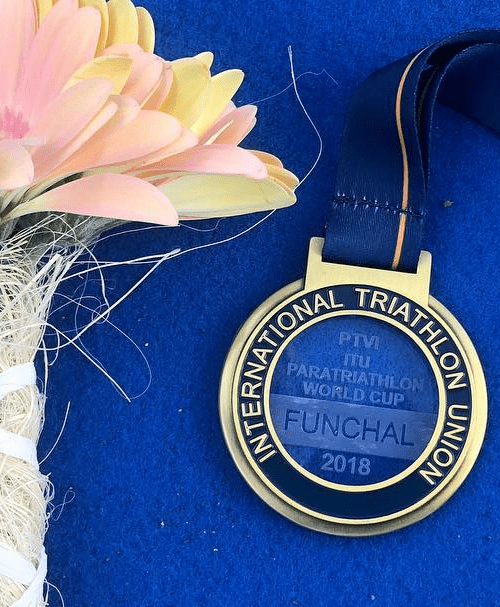 INTERNATIONAL TRIATHLON UNION
PTVI
ITU
PARATRIATHLON
WORLD CUP
FUNCHAL
2018